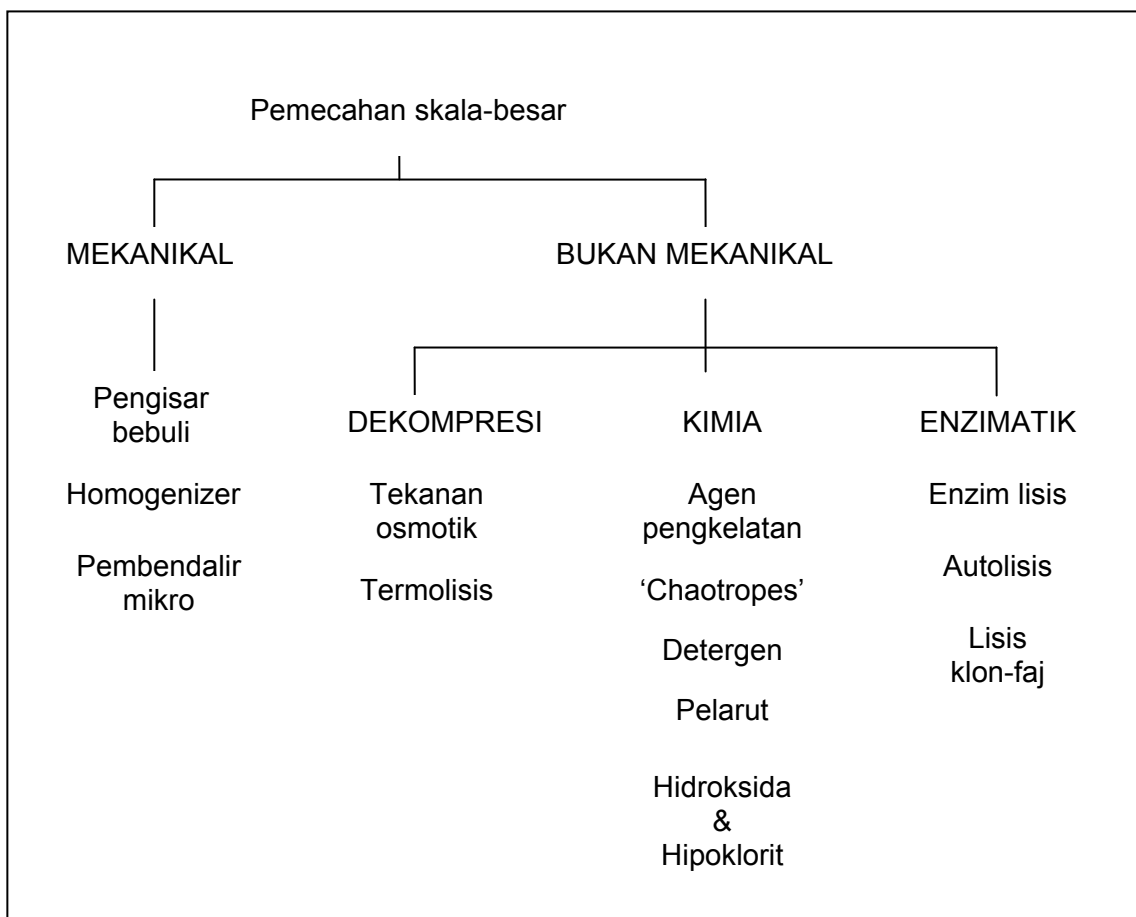 Pemecahan skala-besar
MEKANIKAL
BUKAN MEKANIKAL
Pengisar
bebuli
Homogenizer
Pembendalir
mikro
DEKOMPRESI
Tekanan
osmotik
Termolisis
KIMIA
Agen
pengkelatan
‘Chaotropes’
Detergen
Pelarut
Hidroksida
&
Hipoklorit
ENZIMATIK
Enzim lisis
Autolisis
Lisis
klon-faj